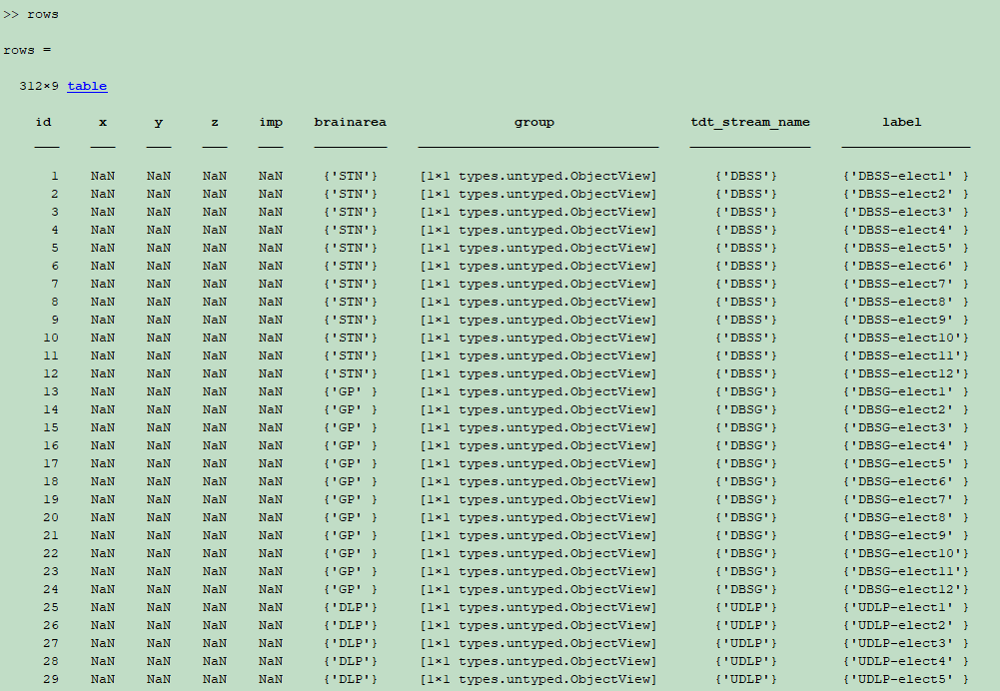 >> rows
rows =
312×9 table
id x y z imp brainarea group tdt_stream_name label
1 NaN NaN NaN NaN {'STN'} [1×1 types.untyped.ObjectView] {'DBSS'} {'DBSS-elect1' }
2 NaN NaN NaN NaN {'STN'} [1×1 types.untyped.ObjectView] {'DBSS'} {'DBSS-elect2' }
3 NaN NaN NaN NaN {'STN'} [1×1 types.untyped.ObjectView] {'DBSS'} {'DBSS-elect3' }
4 NaN NaN NaN NaN {'STN'} [1×1 types.untyped.ObjectView] {'DBSS'} {'DBSS-elect4' }
5 NaN NaN NaN NaN {'STN'} [1×1 types.untyped.ObjectView] {'DBSS'} {'DBSS-elect5' }
6 NaN NaN NaN NaN {'STN'} [1×1 types.untyped.ObjectView] {'DBSS'} {'DBSS-elect6' }
7 NaN NaN NaN NaN {'STN'} [1×1 types.untyped.ObjectView] {'DBSS'} {'DBSS-elect7' }
8 NaN NaN NaN NaN {'STN'} [1×1 types.untyped.ObjectView] {'DBSS'} {'DBSS-elect8' }
9 NaN NaN NaN NaN {'STN'} [1×1 types.untyped.ObjectView] {'DBSS'} {'DBSS-elect9' }
10 NaN NaN NaN NaN {'STN'} [1×1 types.untyped.ObjectView] {'DBSS'} {'DBSS-elect10'}
11 NaN NaN NaN NaN {'STN'} [1×1 types.untyped.ObjectView] {'DBSS'} {'DBSS-elect11'}
12 NaN NaN NaN NaN {'STN'} [1×1 types.untyped.ObjectView] {'DBSS'} {'DBSS-elect12'}
13 NaN NaN NaN NaN {'GP' } [1×1 types.untyped.ObjectView] {'DBSG'} {'DBSG-elect1' }
14 NaN NaN NaN NaN {'GP' } [1×1 types.untyped.ObjectView] {'DBSG'} {'DBSG-elect2' }
15 NaN NaN NaN NaN {'GP' } [1×1 types.untyped.ObjectView] {'DBSG'} {'DBSG-elect3' }
16 NaN NaN NaN NaN {'GP' } [1×1 types.untyped.ObjectView] {'DBSG'} {'DBSG-elect4' }
17 NaN NaN NaN NaN {'GP' } [1×1 types.untyped.ObjectView] {'DBSG'} {'DBSG-elect5' }
18 NaN NaN NaN NaN {'GP' } [1×1 types.untyped.ObjectView] {'DBSG'} {'DBSG-elect6' }
19 NaN NaN NaN NaN {'GP' } [1×1 types.untyped.ObjectView] {'DBSG'} {'DBSG-elect7' }
20 NaN NaN NaN NaN {'GP' } [1×1 types.untyped.ObjectView] {'DBSG'} {'DBSG-elect8' }
21 NaN NaN NaN NaN {'GP' } [1×1 types.untyped.ObjectView] {'DBSG'} {'DBSG-elect9' }
22 NaN NaN NaN NaN {'GP' } [1×1 types.untyped.ObjectView] {'DBSG'} {'DBSG-elect10'}
23 NaN NaN NaN NaN {'GP' } [1×1 types.untyped.ObjectView] {'DBSG'} {'DBSG-elect11'}
24 NaN NaN NaN NaN {'GP' } [1×1 types.untyped.ObjectView] {'DBSG'} {'DBSG-elect12'}
25 NaN NaN NaN NaN {'DLP'} [1×1 types.untyped.ObjectView] {'UDLP'} {'UDLP-elect1' }
26 NaN NaN NaN NaN {'DLP'} [1×1 types.untyped.ObjectView] {'UDLP'} {'UDLP-elect2' }
27 NaN NaN NaN NaN {'DLP'} [1×1 types.untyped.ObjectView] {'UDLP'} {'UDLP-elect3' }
28 NaN NaN NaN NaN {'DLP'} [1×1 types.untyped.ObjectView] {'UDLP'} {'UDLP-elect4' }
29 NaN NaN NaN NaN {'DLP'} [1×1 types.untyped.ObjectView] {'UDLP'} {'UDLP-elect5' }